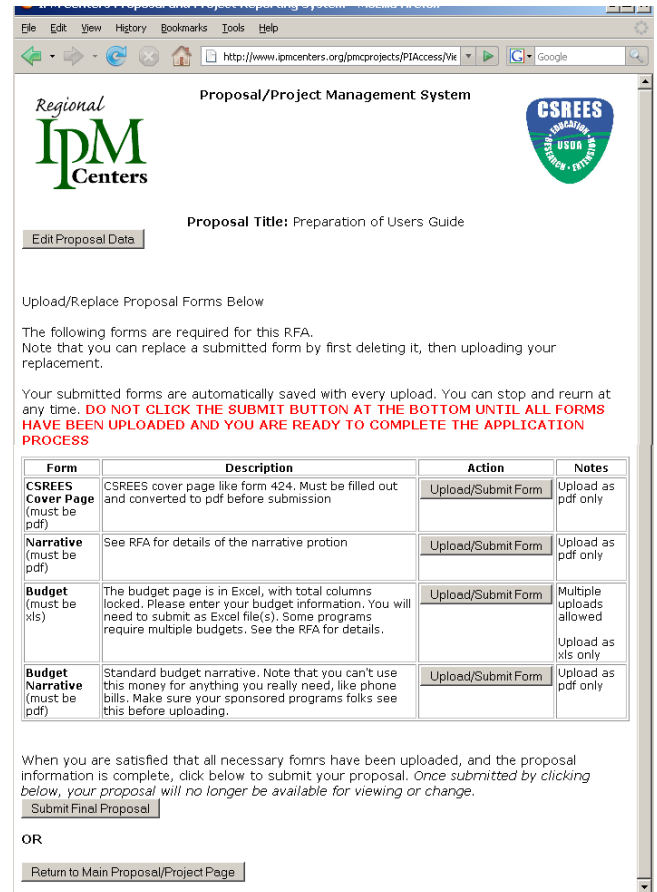 IPM Centers Proposal and Project Reporting System - Mozilla Firefox
File Edit View History Bookmarks Tools Help
http://www.ipmcenters.org/pmcprojects/PIAccess/Vie
G Google
Proposal/Project Management System
Regional
IPM
Centers
CSREES
EDUCATION
USDA
RESEARCH • EXTENSION
Proposal Title: Preparation of Users Guide
Edit Proposal Data
Upload/Replace Proposal Forms Below
The following forms are required for this RFA.
Note that you can replace a submitted form by first deleting it, then uploading your
replacement.
Your submitted forms are automatically saved with every upload. You can stop and reurn at
any time. DO NOT CLICK THE SUBMIT BUTTON AT THE BOTTOM UNTIL ALL FORMS
HAVE BEEN UPLOADED AND YOU ARE READY TO COMPLETE THE APPLICATION
PROCESS
Form Description Action Notes
CSREES
Cover Page
(must be
pdf)
CSREES cover page like form 424. Must be filled out
and converted to pdf before submission
Upload/Submit Form
Upload as
pdf only
Narrative
(must be
pdf)
See RFA for details of the narrative protion
Upload/Submit Form
Upload as
pdf only
Budget
(must be
xls)
The budget page is in Excel, with total columns
locked. Please enter your budget information. You will
need to submit as Excel file(s). Some programs
require multiple budgets. See the RFA for details.
Upload/Submit Form
Multiple
uploads
allowed
Upload as
xls only
Budget
Narrative
(must be
pdf)
Standard budget narrative. Note that you can't use
this money for anything you really need, like phone
bills. Make sure your sponsored programs folks see
this before uploading.
Upload/Submit Form
Upload as
pdf only
When you are satisfied that all necessary fomrs have been uploaded, and the proposal
information is complete, click below to submit your proposal. Once submitted by clicking
below, your proposal will no longer be available for viewing or change.
Submit Final Proposal
OR
Return to Main Proposal/Project Page